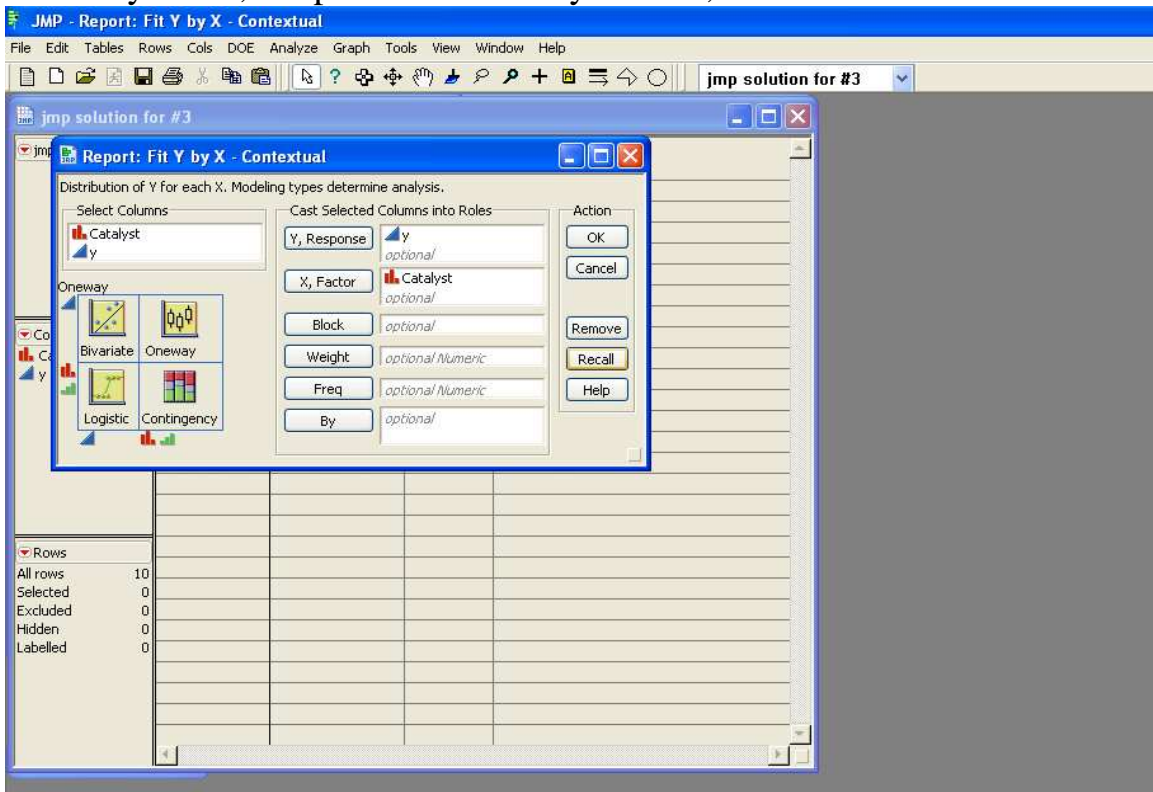 JMP - Report: Fit Y by X - Contextual
File Edit Tables Rows Cols DOE Analyze Graph Tools View Window Help
jmp solution for #3
jmp solution for #3
jmp
Report: Fit Y by X - Contextual
Distribution of Y for each X. Modeling types determine analysis.
Select Columns
Catalyst
y
Oneway
Bivariate Oneway
Logistic Contingency
Cast Selected Columns into Roles
Y, Response y
optional
X, Factor Catalyst
optional
Block optional
Weight optional Numeric
Freq optional Numeric
By optional
Action
OK
Cancel
Remove
Recall
Help
Co
Ca
y
Rows
All rows 10
Selected 0
Excluded 0
Hidden 0
Labelled 0